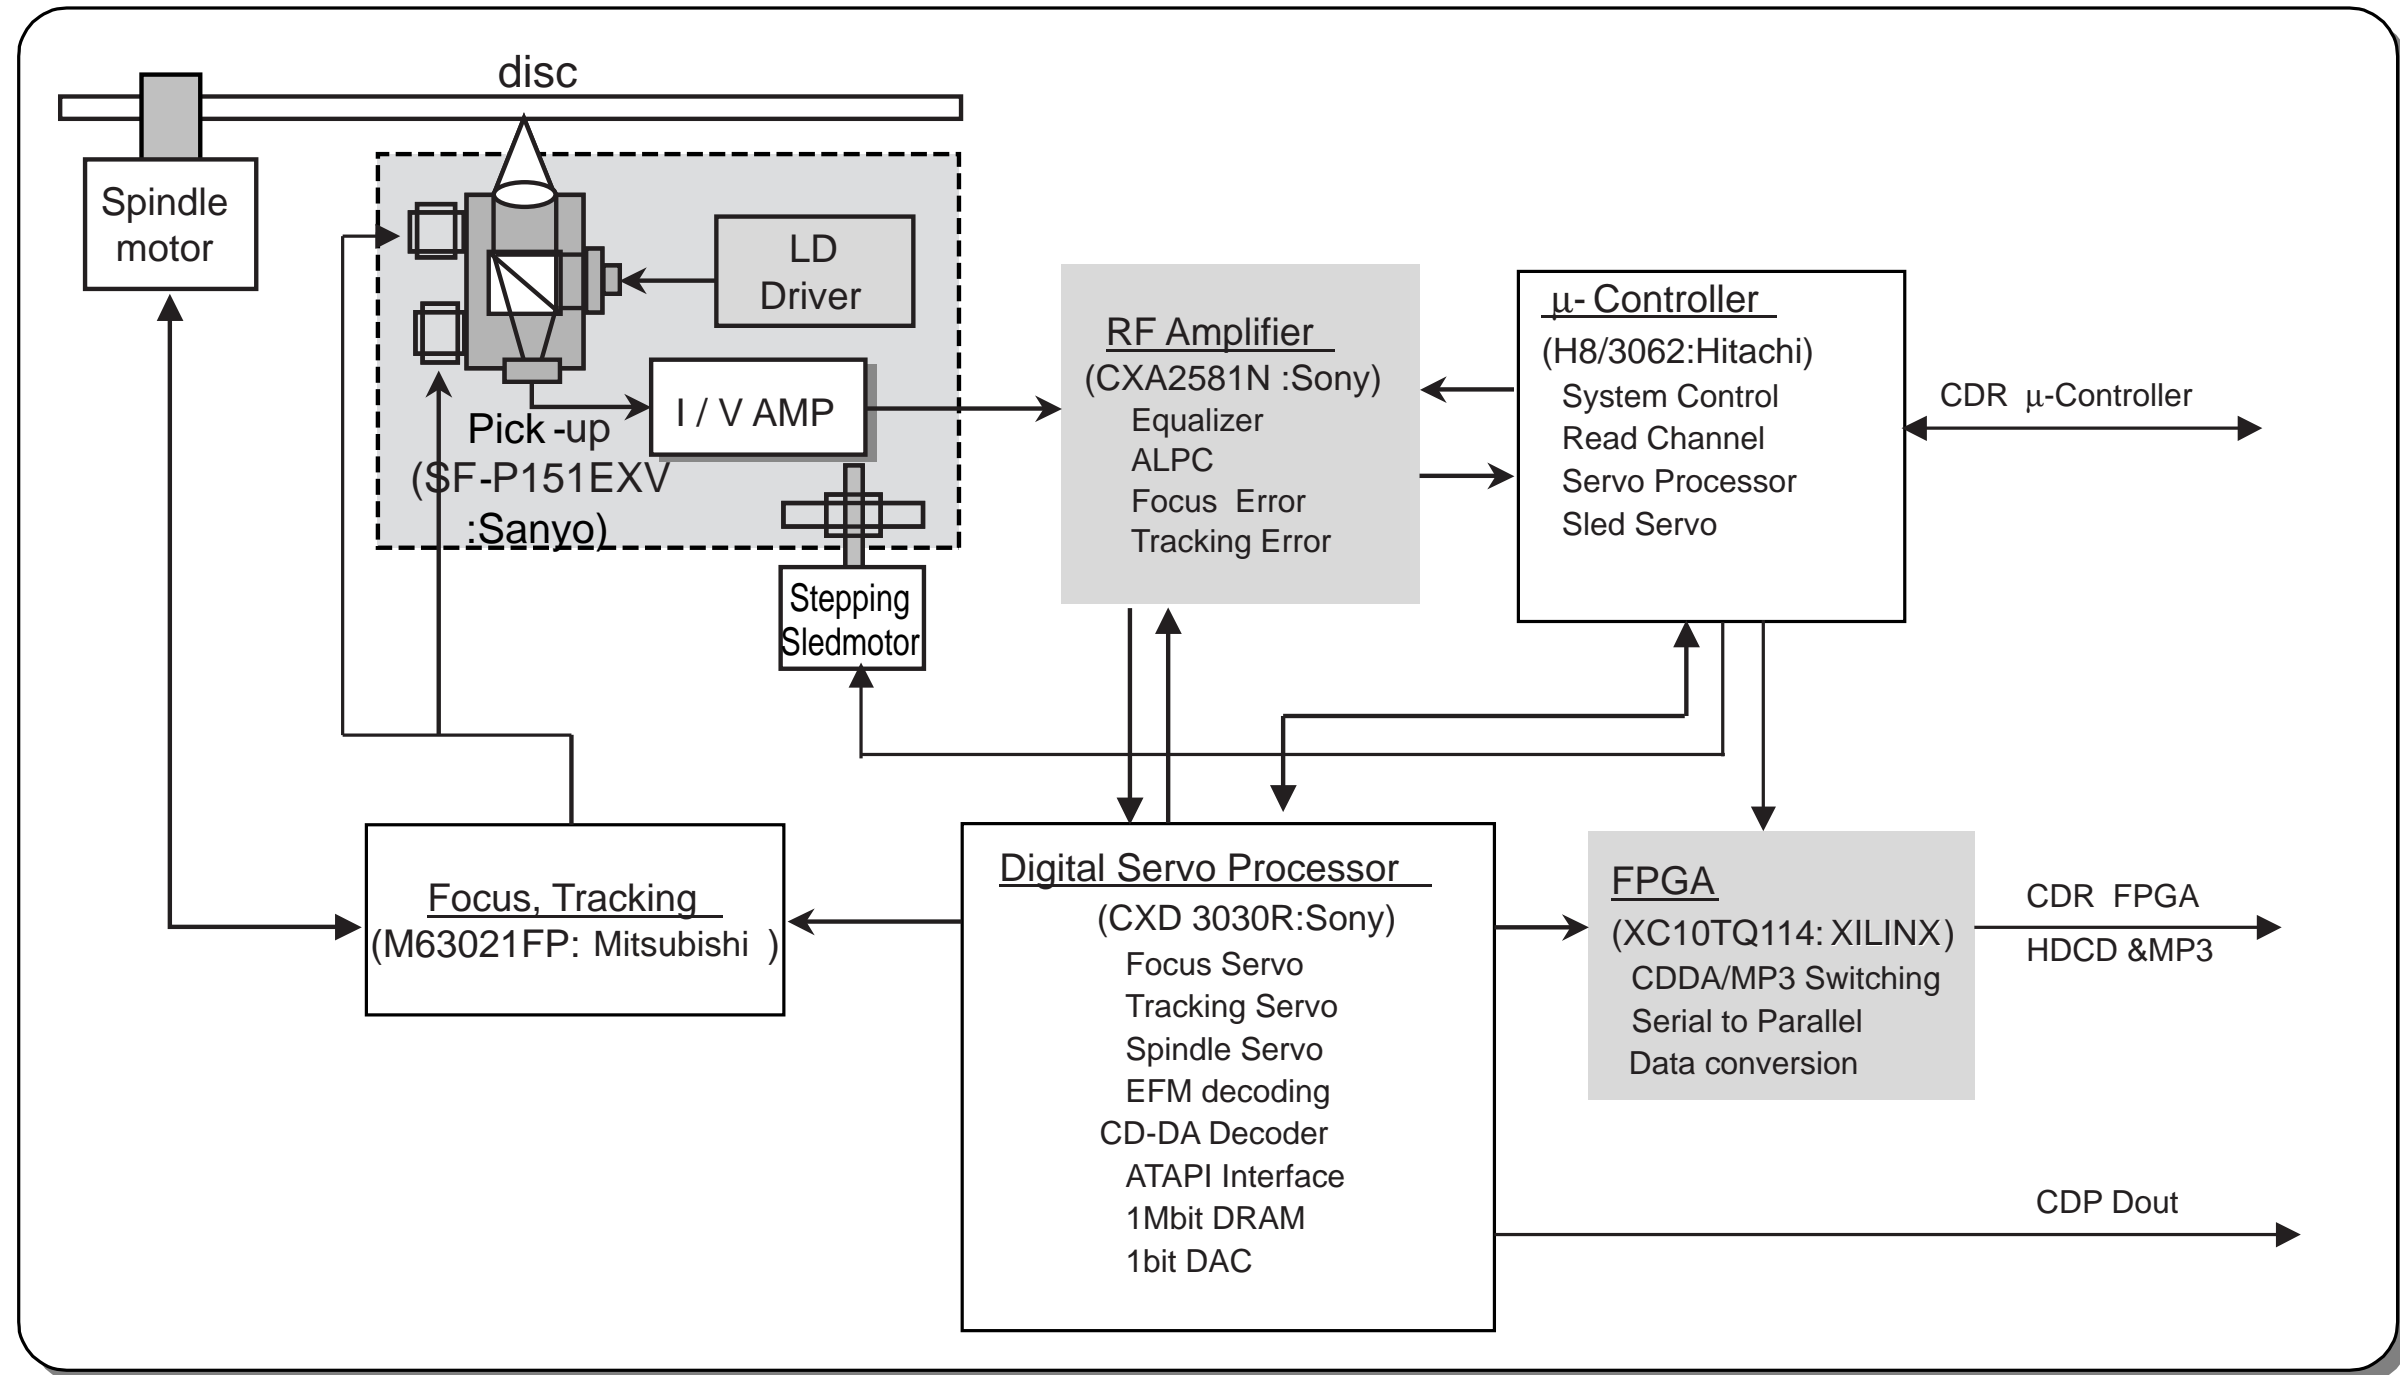 disc
Spindle
motor
LD
Driver
I / V AMP
Pick -up
(SF-P151EXV
:Sanyo)
Stepping
Sledmotor
RF Amplifier
(CXA2581N :Sony)
Equalizer
ALPC
Focus Error
Tracking Error
μ- Controller
(H8/3062:Hitachi)
System Control
Read Channel
Servo Processor
Sled Servo
CDR μ-Controller
Focus, Tracking
(M63021FP: Mitsubishi )
Digital Servo Processor
(CXD 3030R:Sony)
Focus Servo
Tracking Servo
Spindle Servo
EFM decoding
CD-DA Decoder
ATAPI Interface
1Mbit DRAM
1bit DAC
FPGA
(XC10TQ114: XILINX)
CDDA/MP3 Switching
Serial to Parallel
Data conversion
CDR FPGA
HDCD &MP3
CDP Dout